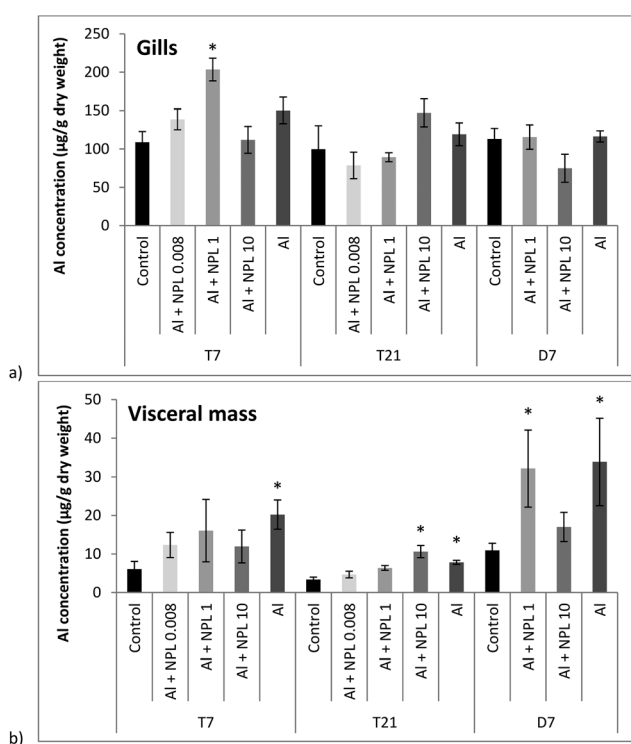 Gills
Al concentration (µg/g dry weight)
250
200
150
100
50
0
*
Control
Al + NPL 0.008
Al + NPL 1
Al + NPL 10
Al
Control
Al + NPL 0.008
Al + NPL 1
Al + NPL 10
Al
Control
Al + NPL 1
Al + NPL 10
Al
T7
T21
D7
a)
Visceral mass
Al concentration (µg/g dry weight)
50
40
30
20
10
0
*
*
*
*
*
Control
Al + NPL 0.008
Al + NPL 1
Al + NPL 10
Al
Control
Al + NPL 0.008
Al + NPL 1
Al + NPL 10
Al
Control
Al + NPL 1
Al + NPL 10
Al
T7
T21
D7
b)